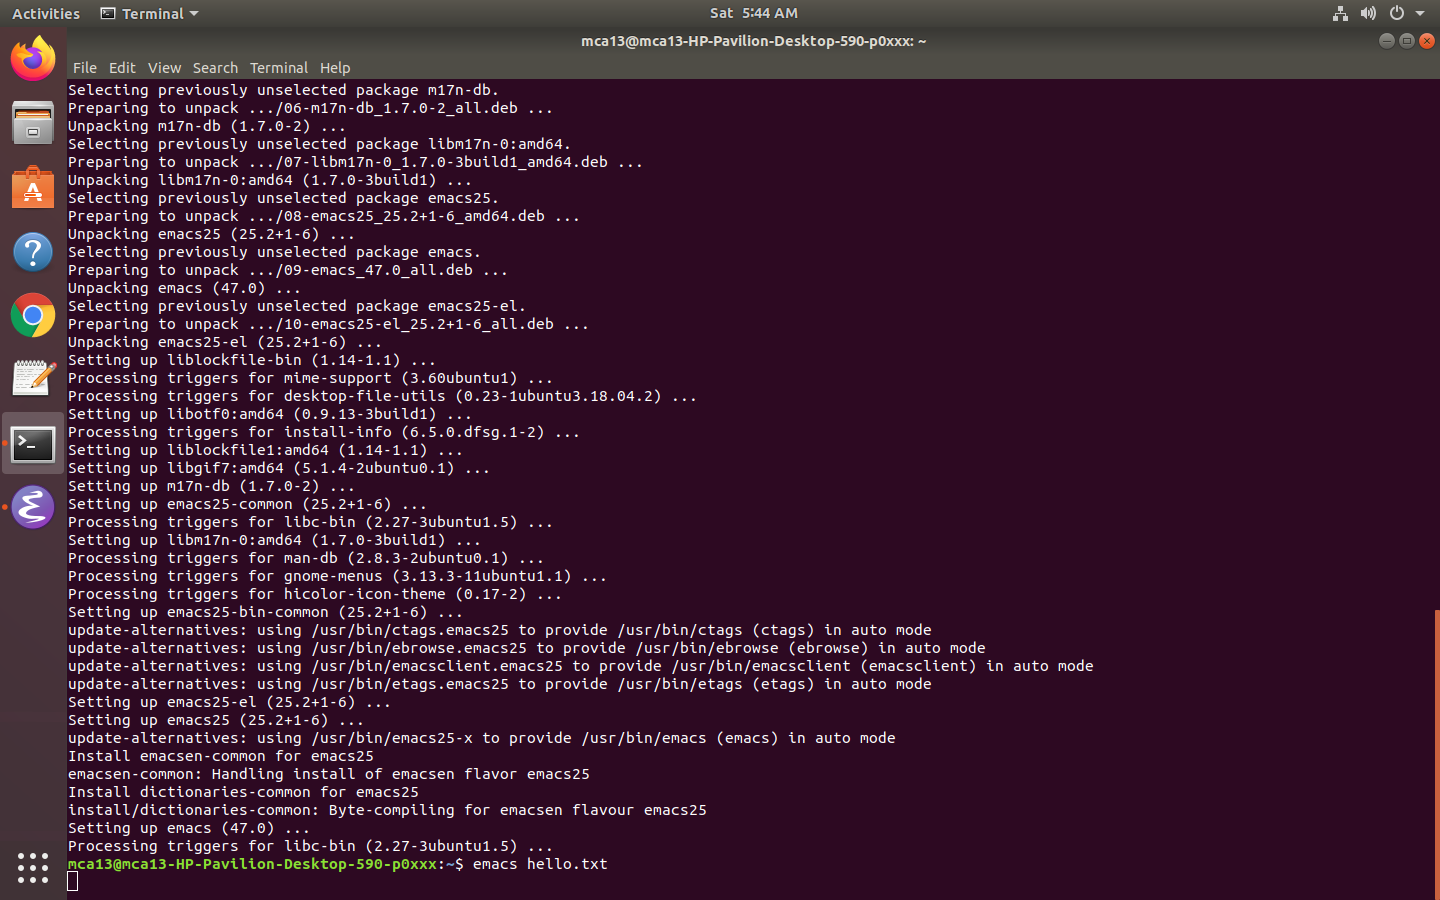 Activities Terminal Sat 5:44 AM
mca13@mca13-HP-Pavilion-Desktop-590-p0xxx: ~
File Edit View Search Terminal Help
Selecting previously unselected package m17n-db.
Preparing to unpack .../06-m17n-db_1.7.0-2_all.deb ...
Unpacking m17n-db (1.7.0-2) ...
Selecting previously unselected package libm17n-0:amd64.
Preparing to unpack .../07-libm17n-0_1.7.0-3build1_amd64.deb ...
Unpacking libm17n-0:amd64 (1.7.0-3build1) ...
Selecting previously unselected package emacs25.
Preparing to unpack .../08-emacs25_25.2+1-6_amd64.deb ...
Unpacking emacs25 (25.2+1-6) ...
Selecting previously unselected package emacs.
Preparing to unpack .../09-emacs_47.0_all.deb ...
Unpacking emacs (47.0) ...
Selecting previously unselected package emacs25-el.
Preparing to unpack .../10-emacs25-el_25.2+1-6_all.deb ...
Unpacking emacs25-el (25.2+1-6) ...
Setting up liblockfile-bin (1.14-1.1) ...
Processing triggers for mime-support (3.60ubuntu1) ...
Processing triggers for desktop-file-utils (0.23-1ubuntu3.18.04.2) ...
Setting up libotf0:amd64 (0.9.13-3build1) ...
Processing triggers for install-info (6.5.0.dfsg.1-2) ...
Setting up liblockfile1:amd64 (1.14-1.1) ...
Setting up libgif7:amd64 (5.1.4-2ubuntu0.1) ...
Setting up m17n-db (1.7.0-2) ...
Setting up emacs25-common (25.2+1-6) ...
Processing triggers for libc-bin (2.27-3ubuntu1.5) ...
Setting up libm17n-0:amd64 (1.7.0-3build1) ...
Processing triggers for man-db (2.8.3-2ubuntu0.1) ...
Processing triggers for gnome-menus (3.13.3-11ubuntu1.1) ...
Processing triggers for hicolor-icon-theme (0.17-2) ...
Setting up emacs25-bin-common (25.2+1-6) ...
update-alternatives: using /usr/bin/ctags.emacs25 to provide /usr/bin/ctags (ctags) in auto mode
update-alternatives: using /usr/bin/ebrowse.emacs25 to provide /usr/bin/ebrowse (ebrowse) in auto mode
update-alternatives: using /usr/bin/emacsclient.emacs25 to provide /usr/bin/emacsclient (emacsclient) in auto mode
update-alternatives: using /usr/bin/etags.emacs25 to provide /usr/bin/etags (etags) in auto mode
Setting up emacs25-el (25.2+1-6) ...
Setting up emacs25 (25.2+1-6) ...
update-alternatives: using /usr/bin/emacs25-x to provide /usr/bin/emacs (emacs) in auto mode
Install emacsen-common for emacs25
emacsen-common: Handling install of emacsen flavor emacs25
Install dictionaries-common for emacs25
install/dictionaries-common: Byte-compiling for emacsen flavour emacs25
Setting up emacs (47.0) ...
Processing triggers for libc-bin (2.27-3ubuntu1.5) ...
mca13@mca13-HP-Pavilion-Desktop-590-p0xxx:~$ emacs hello.txt